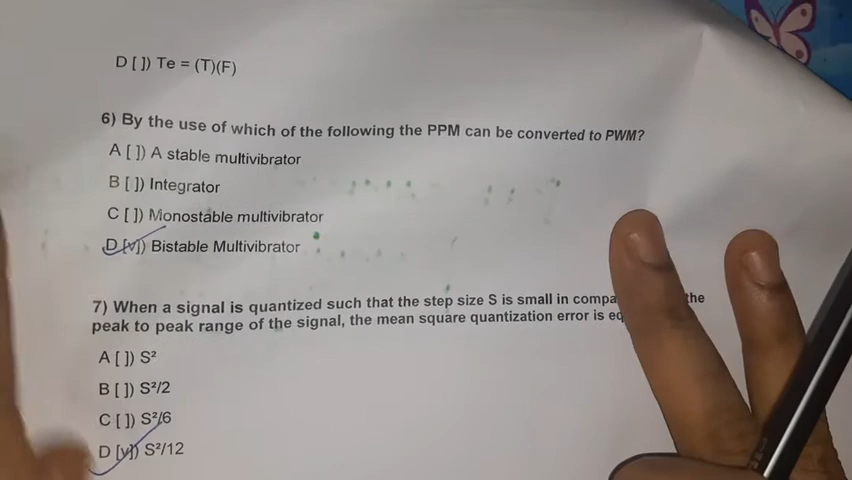 D [ ]) Te = (T)(F)
6) By the use of which of the following the PPM can be converted to PWM?
A [ ]) A stable multivibrator
B [ ]) Integrator
C [ ]) Monostable multivibrator
D [v]) Bistable Multivibrator
7) When a signal is quantized such that the step size S is small in the
peak to peak range of the signal, the mean square quantization error is
A [ ]) S²
B [ ]) S²/2
C [ ]) S²/6
D [v]) S²/12